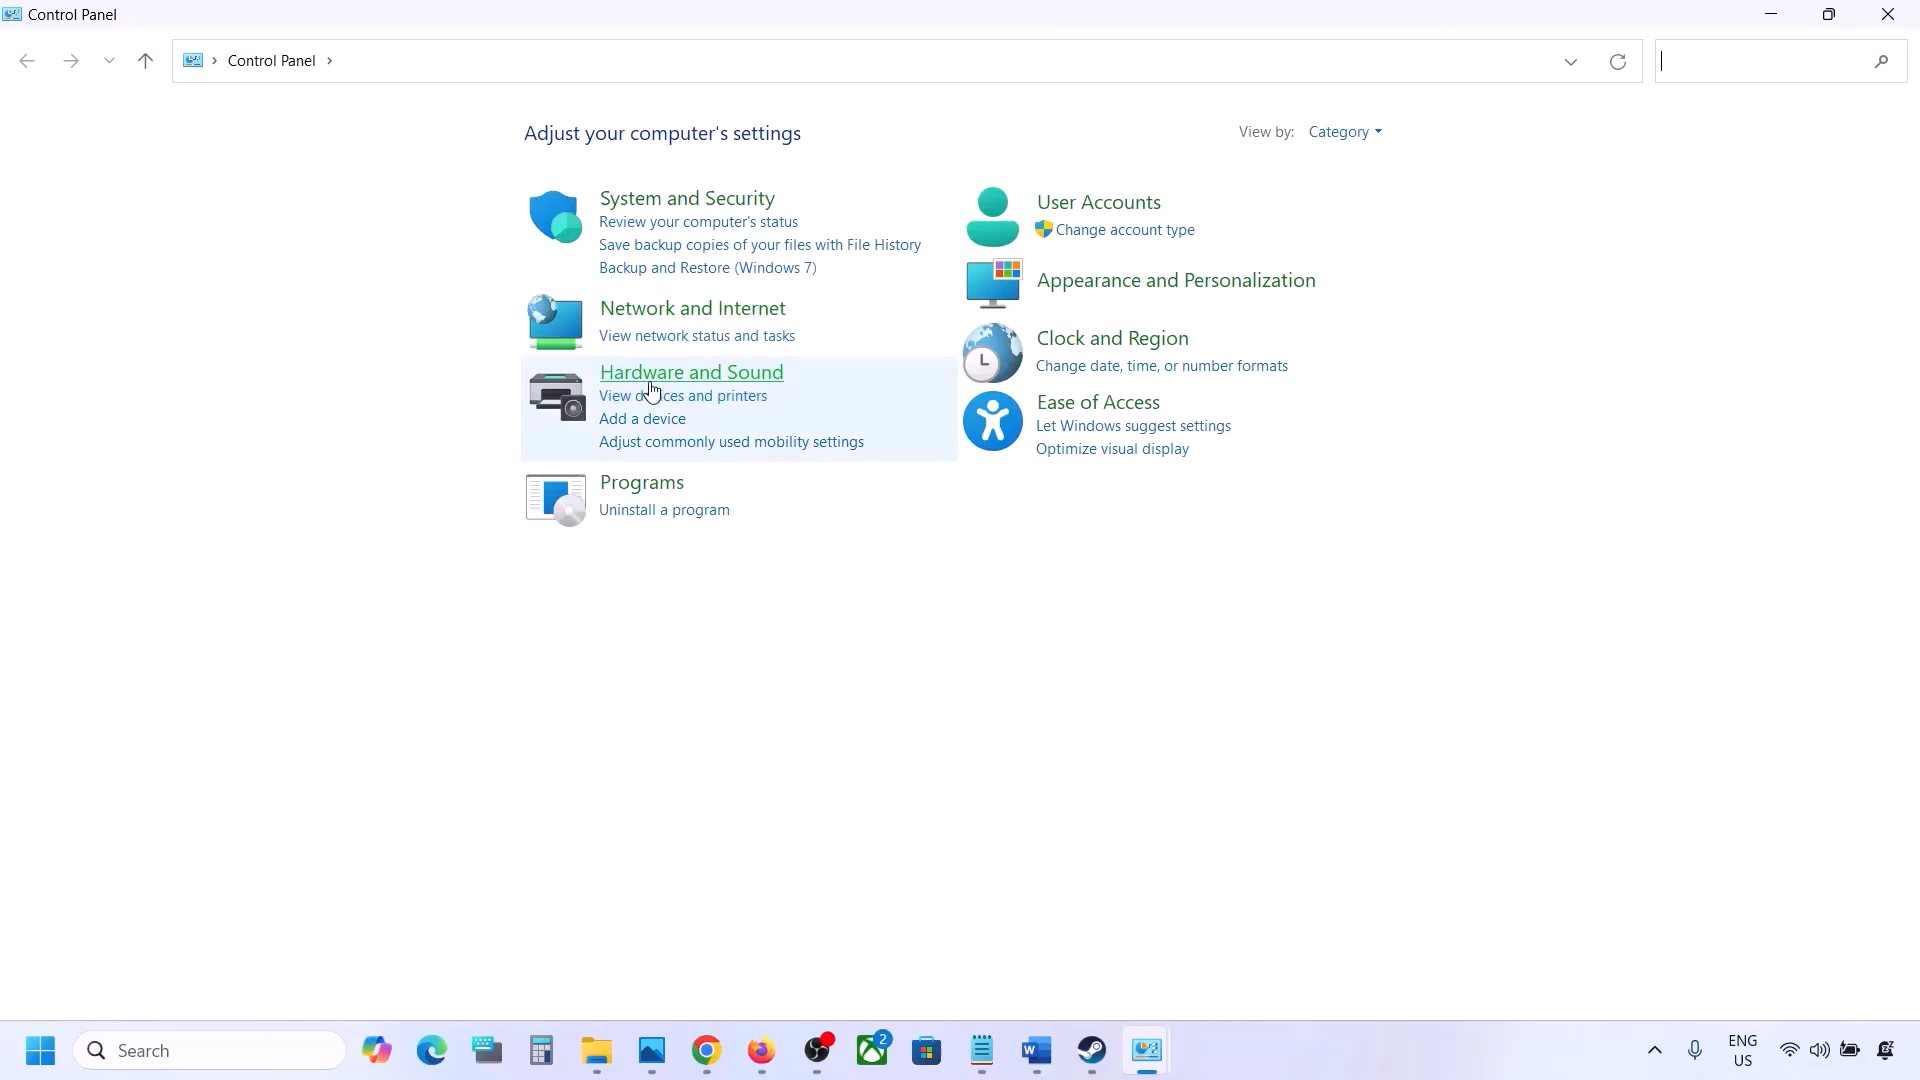 Control Panel
Control Panel
Adjust your computer's settings
View by: Category
System and Security
Review your computer's status
Save backup copies of your files with File History
Backup and Restore (Windows 7)
Network and Internet
View network status and tasks
Hardware and Sound
View devices and printers
Add a device
Adjust commonly used mobility settings
Programs
Uninstall a program
User Accounts
Change account type
Appearance and Personalization
Clock and Region
Change date, time, or number formats
Ease of Access
Let Windows suggest settings
Optimize visual display
Search
2
ENG
US